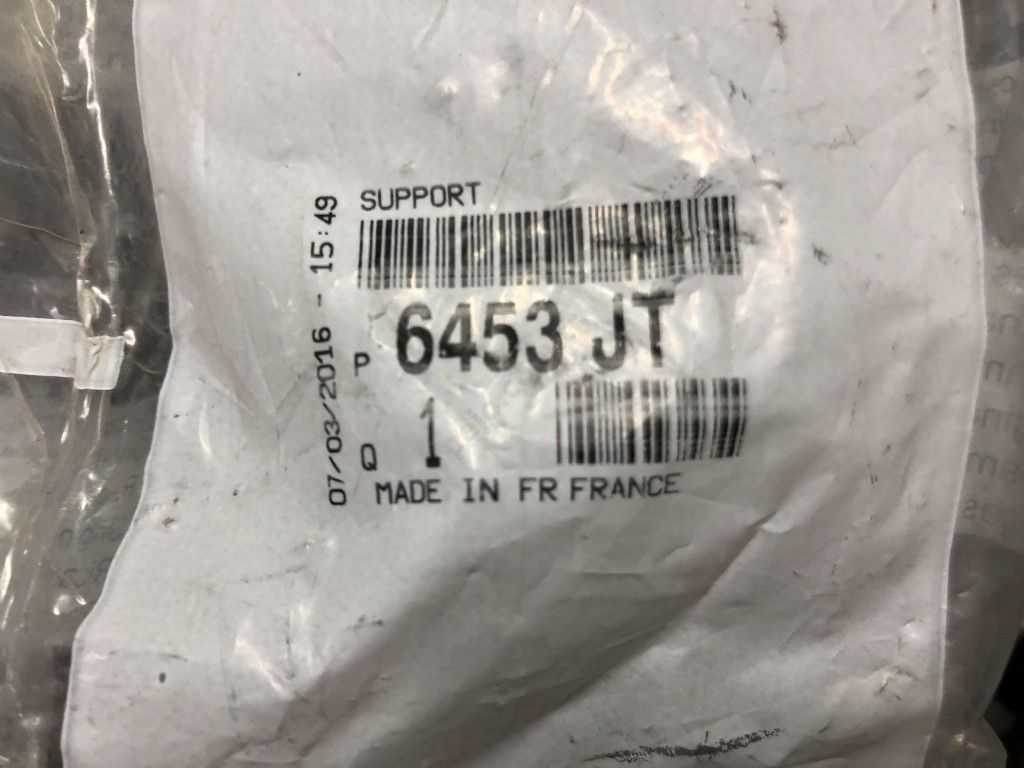 SUPPORT
07/03/2016 - 15:49
P 6453 JT
Q 1
MADE IN FR FRANCE